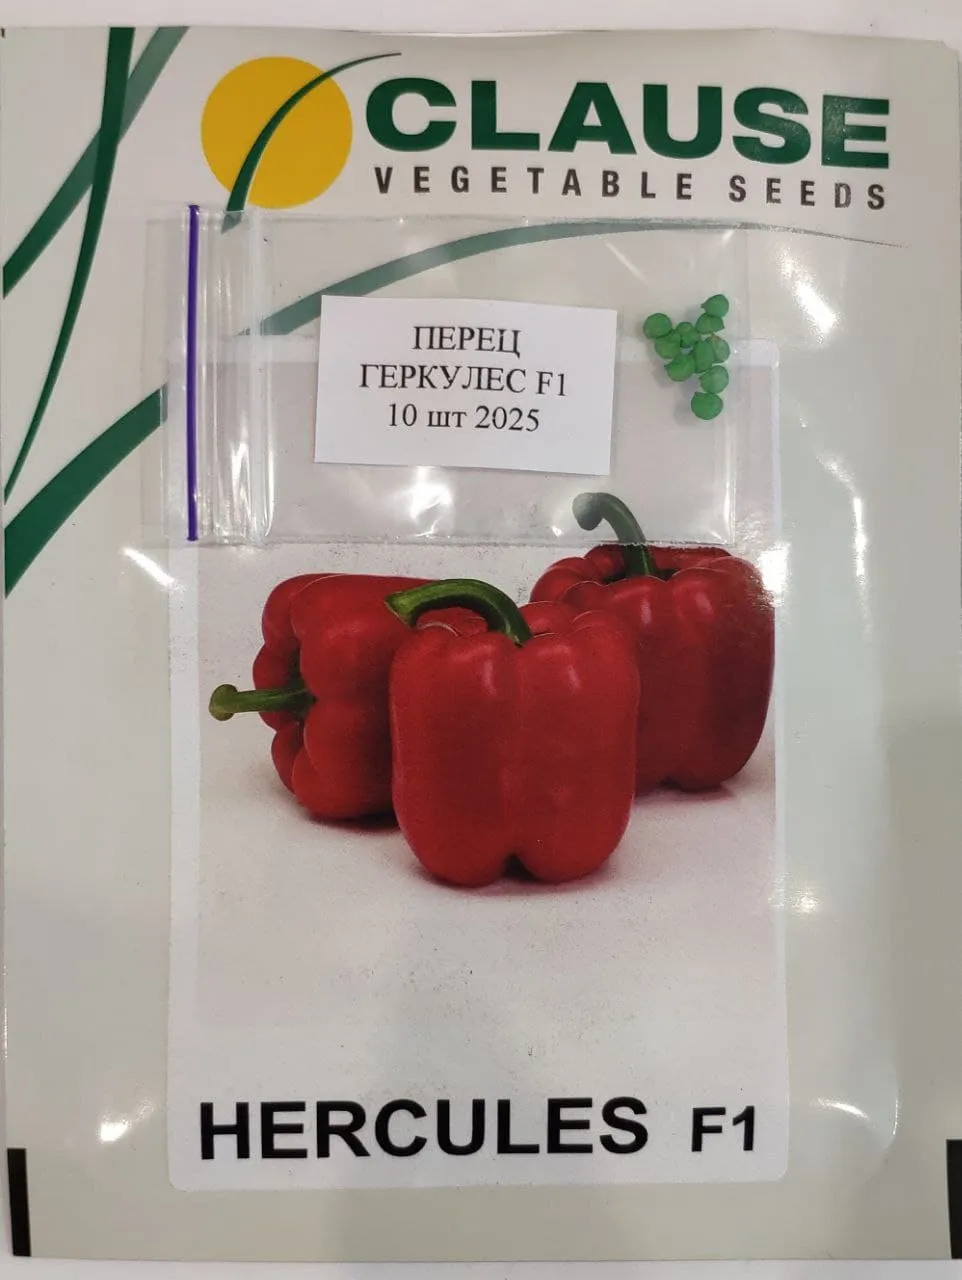 CLAUSE
VEGETABLE SEEDS
ПЕРЕЦ
ГЕРКУЛЕС F1
10 шт 2025
HERCULES F1